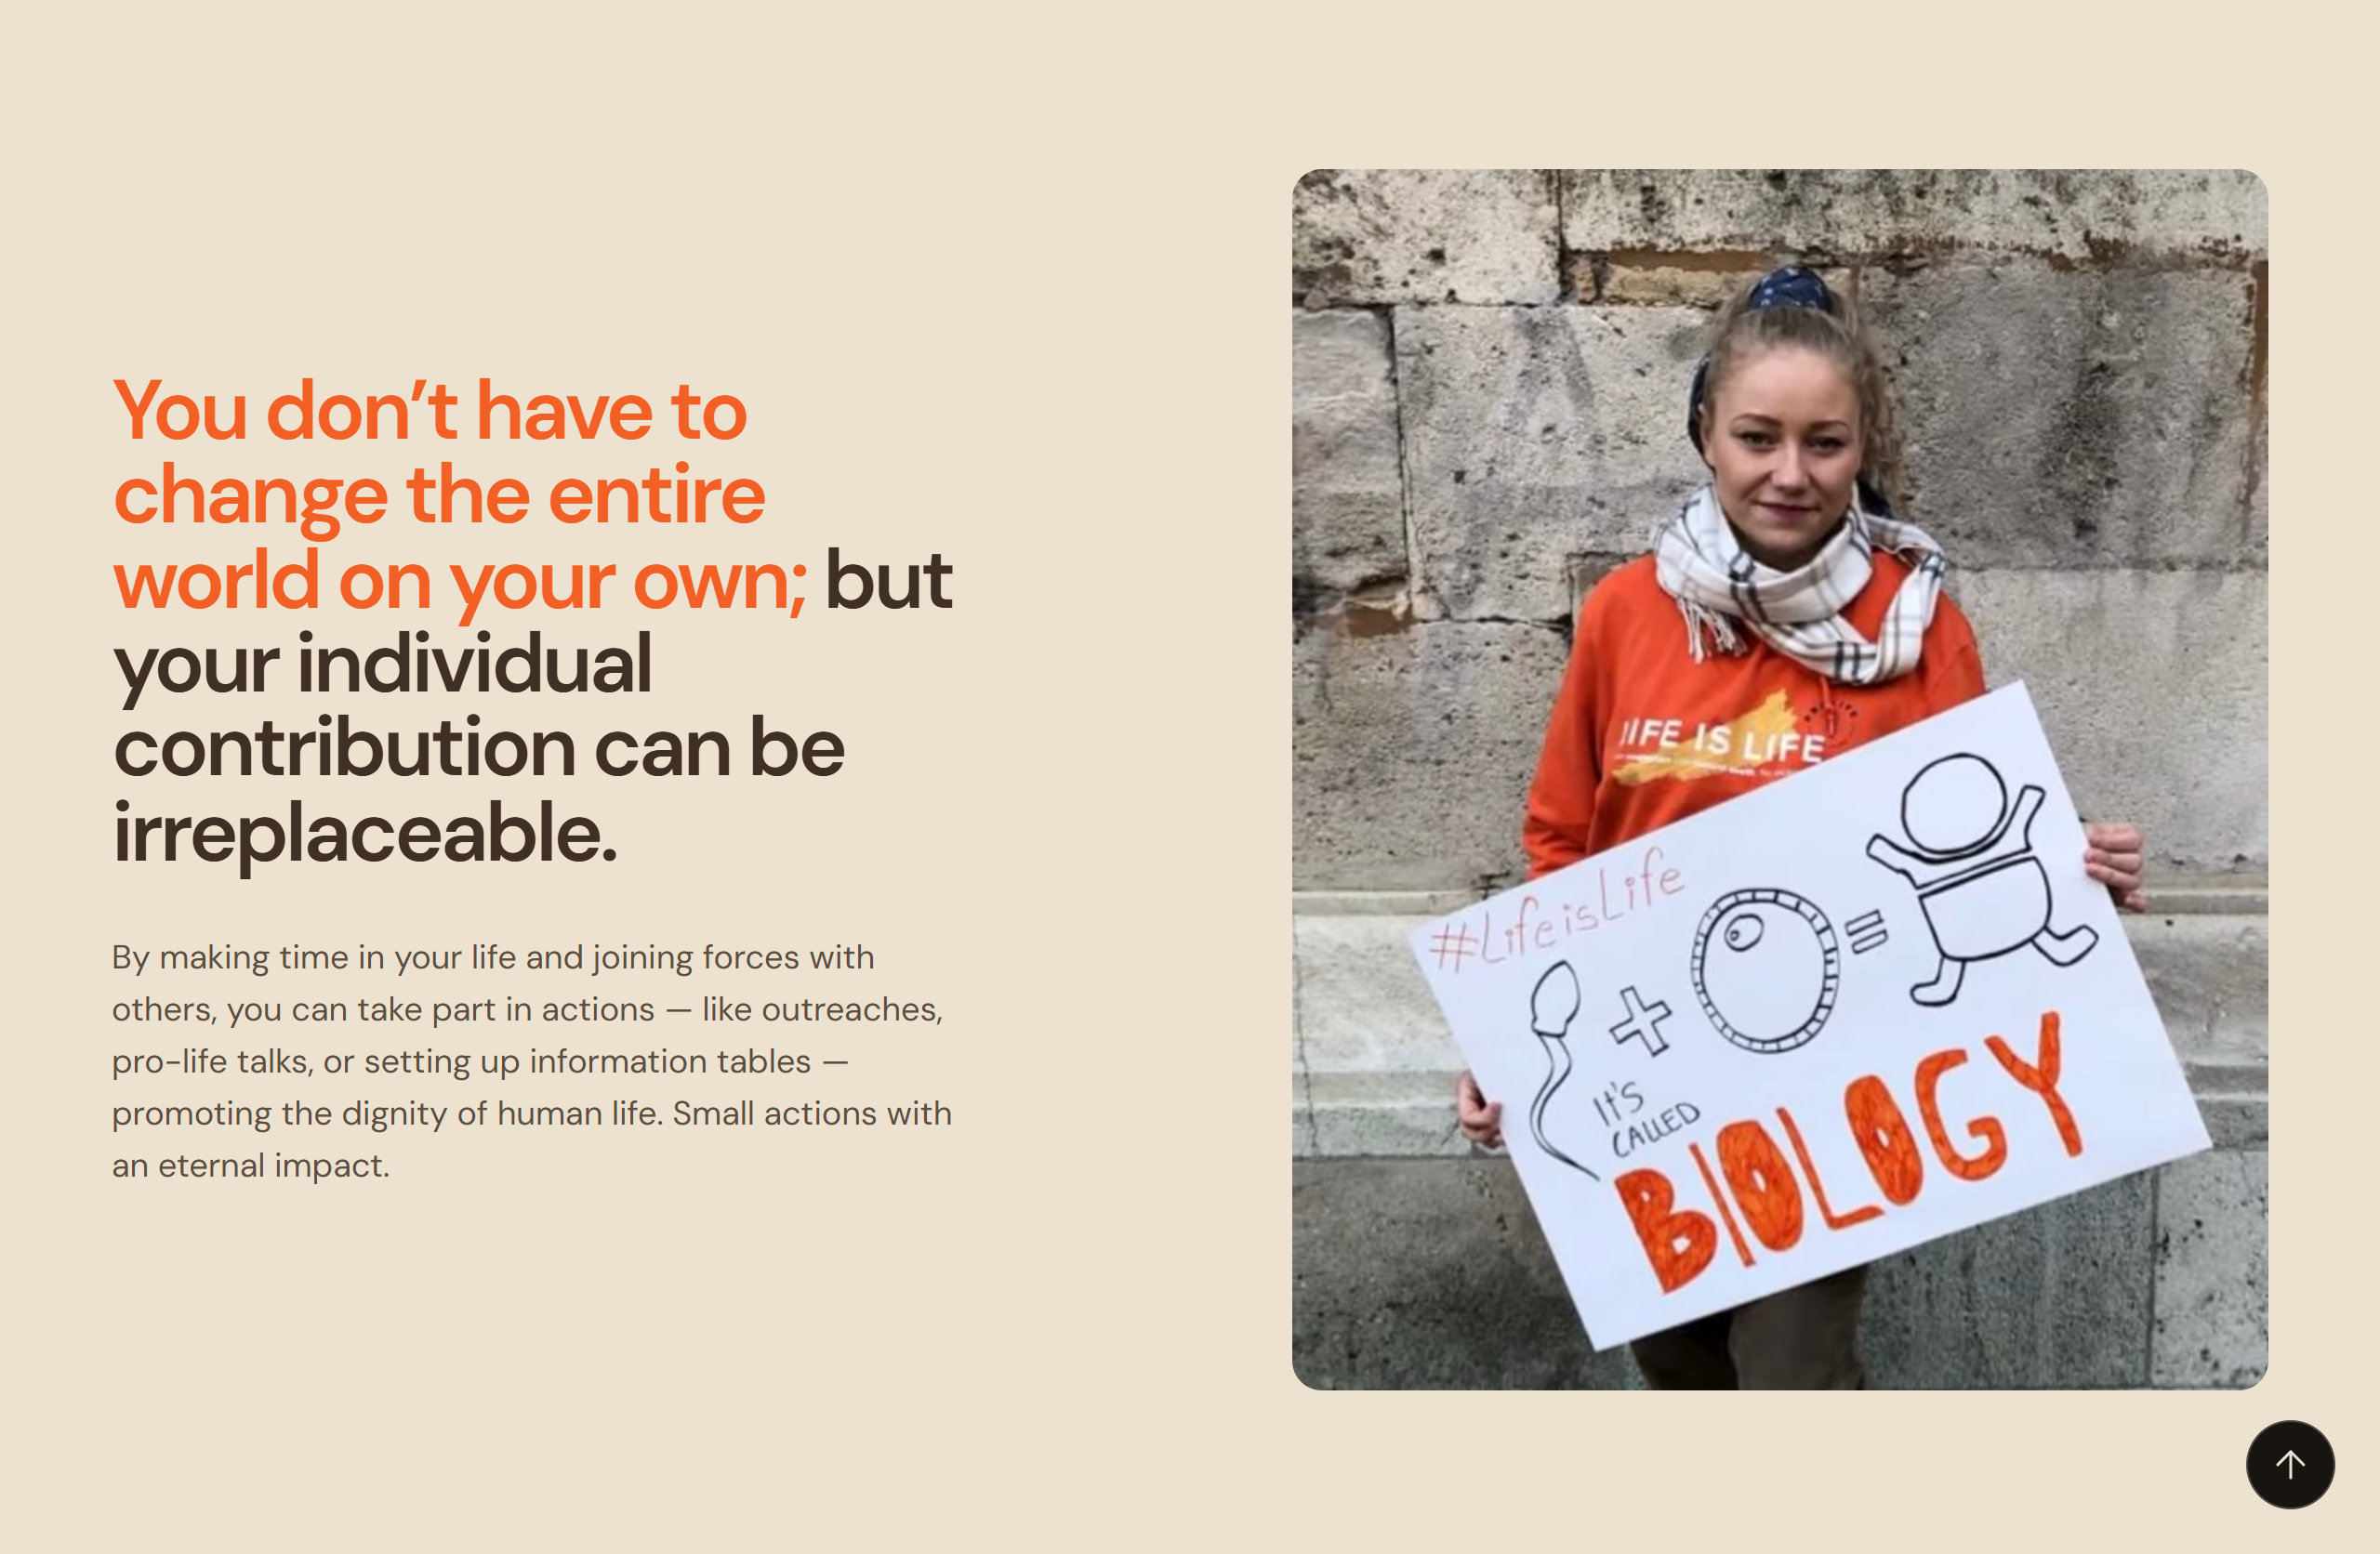 You don’t have to
change the entire
world on your own; but
your individual
contribution can be
irreplaceable.
By making time in your life and joining forces with
others, you can take part in actions — like outreaches,
pro-life talks, or setting up information tables —
promoting the dignity of human life. Small actions with
an eternal impact.
IFE IS LIFE
#LifeisLife
IT'S
CALLED
BIOLOGY